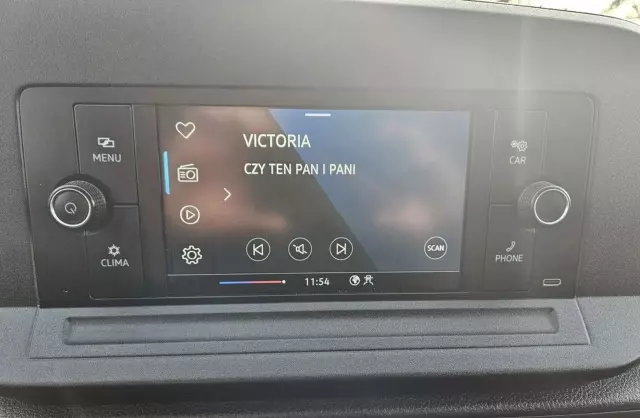 MENU
CLIMA
VICTORIA
CZY TEN PAN I PANI
SCAN
11:54
CAR
PHONE